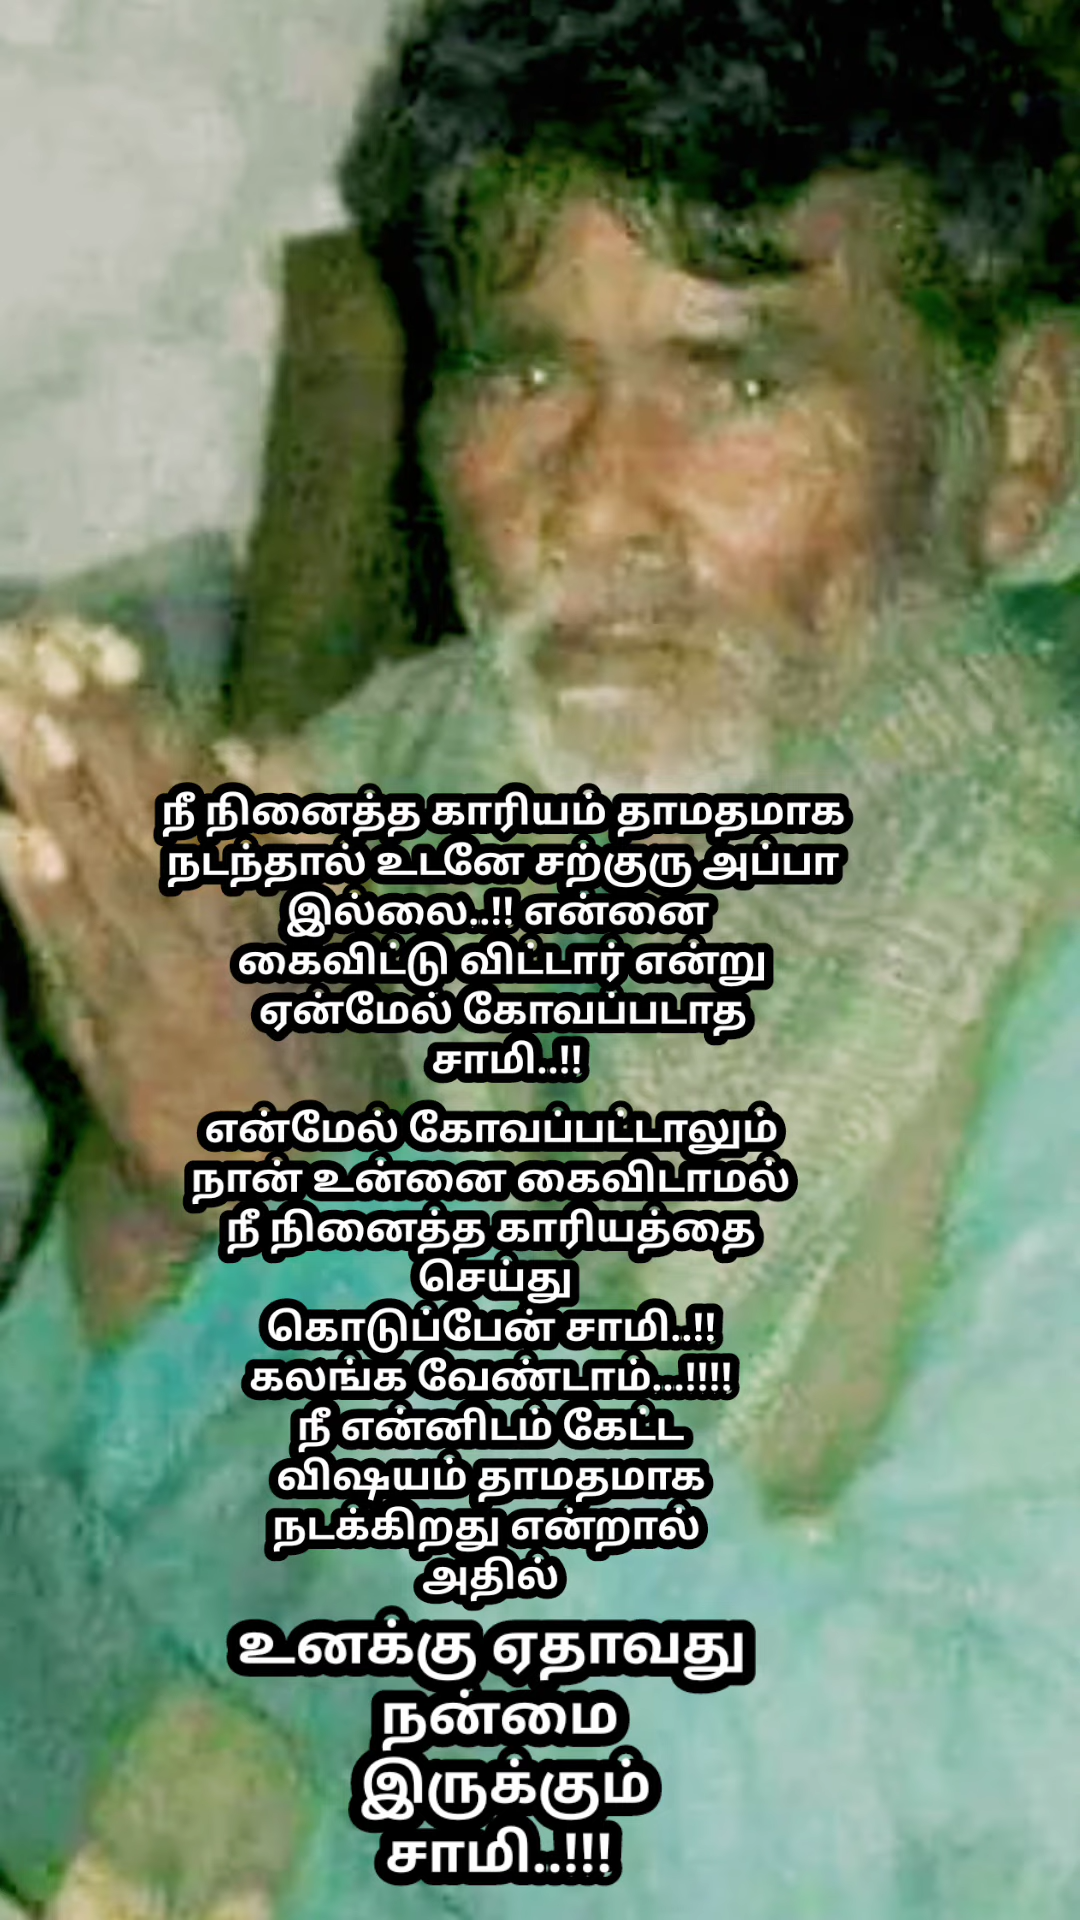 நீ நினைத்த காரியம் தாமதமாக
நடந்தால் உடனே சற்குரு அப்பா
இல்லை..!! என்னை
கைவிட்டு விட்டார் என்று
ஏன்மேல் கோவப்படாத
சாமி..!!
என்மேல் கோவப்பட்டாலும்
நான் உன்னை கைவிடாமல்
நீ நினைத்த காரியத்தை
செய்து
கொடுப்பேன் சாமி..!!
கலங்க வேண்டாம்...!!!!
நீ என்னிடம் கேட்ட
விஷயம் தாமதமாக
நடக்கிறது என்றால்
அதில்
உனக்கு ஏதாவது
நன்மை
இருக்கும்
சாமி..!!!